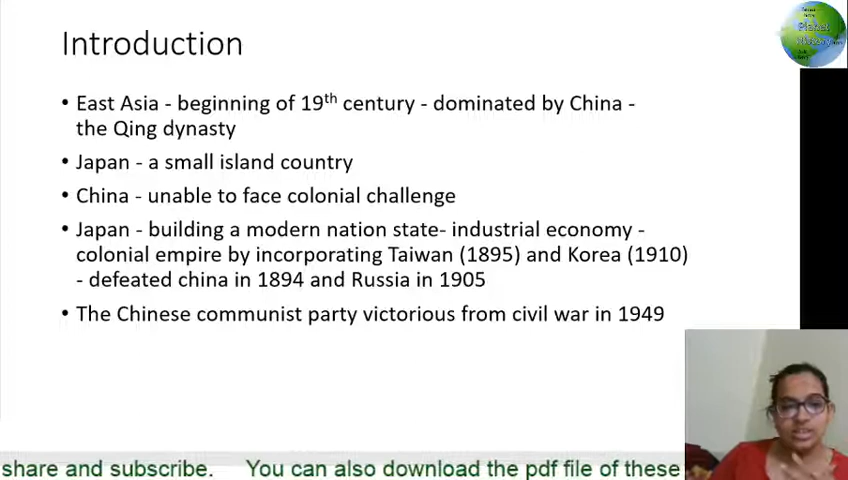 Introduction
• East Asia - beginning of 19th century - dominated by China -
the Qing dynasty
• Japan - a small island country
• China - unable to face colonial challenge
• Japan - building a modern nation state- industrial economy -
colonial empire by incorporating Taiwan (1895) and Korea (1910)
- defeated china in 1894 and Russia in 1905
• The Chinese communist party victorious from civil war in 1949
share and subscribe. You can also download the pdf file of these